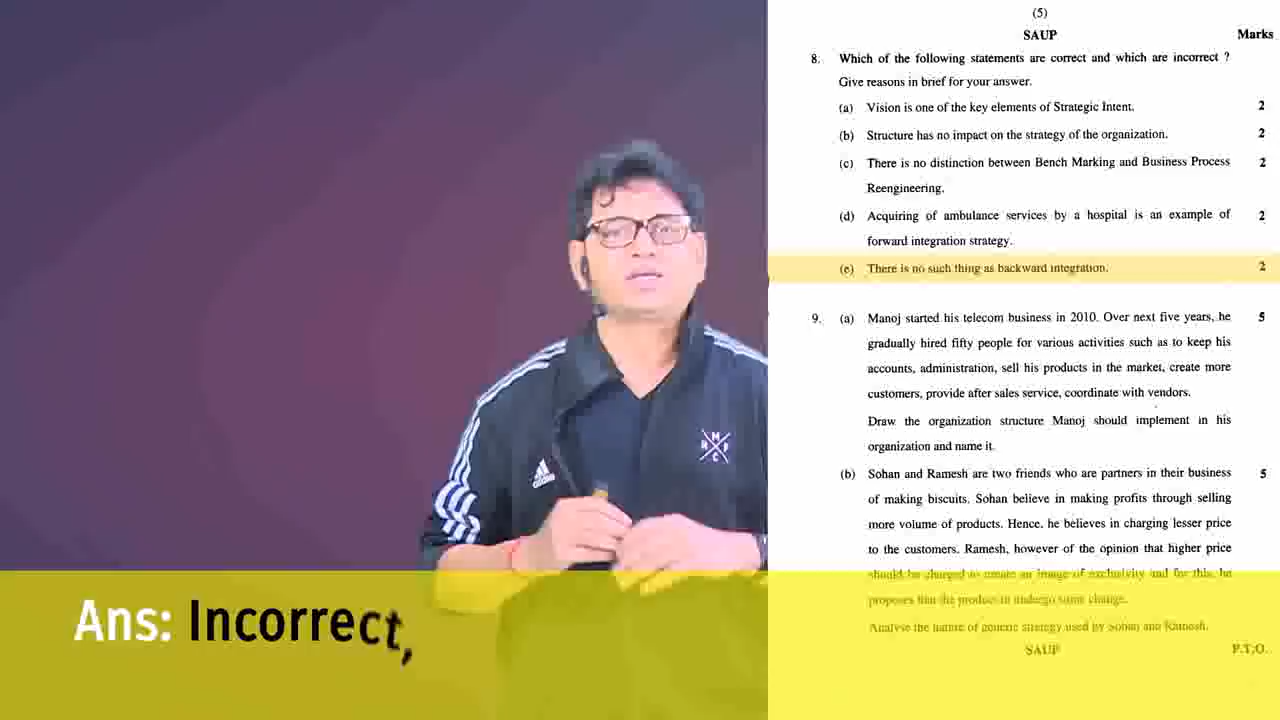 (5)
SAUP Marks
8. Which of the following statements are correct and which are incorrect ?
Give reasons in brief for your answer.
(a) Vision is one of the key elements of Strategic Intent. 2
(b) Structure has no impact on the strategy of the organization. 2
(c) There is no distinction between Bench Marking and Business Process 2
Reengineering.
(d) Acquiring of ambulance services by a hospital is an example of 2
forward integration strategy.
(e) There is no such thing as backward integration. 2
9. (a) Manoj started his telecom business in 2010. Over next five years, he 5
gradually hired fifty people for various activities such as to keep his
accounts, administration, sell his products in the market, create more
customers, provide after sales service, coordinate with vendors.
Draw the organization structure Manoj should implement in his
organization and name it.
(b) Sohan and Ramesh are two friends who are partners in their business 5
of making biscuits. Sohan believe in making profits through selling
more volume of products. Hence, he believes in charging lesser price
to the customers. Ramesh, however of the opinion that higher price
should be charged to create an image of exclusivity and for this, he
proposes that the products undergo some change.
Analyse the nature of generic strategy used by Sohan and Ramesh.
SAUP P.T.O.
adidas
M
R F
C
Ans: Incorrect,